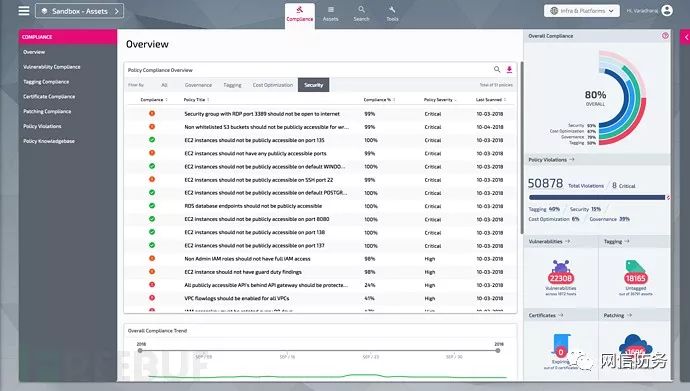 Sandbox - Assets
Compliance
Assets
Search
Tools
Infra & Platforms
Hi, Varadharaj
COMPLIANCE
Overview
Vulnerability Compliance
Tagging Compliance
Certificate Compliance
Patching Compliance
Policy Violations
Policy Knowledgebase
Overview
Policy Compliance Overview
Filter By: All Governance Tagging Cost Optimization Security Total of 51 policies
Compliance Policy Title Compliance % Policy Severity Last Scanned
Security group with RDP port 3389 should not be open to internet 99% Critical 10-03-2018
Non whitelisted S3 buckets should not be publicly accessible for wr... 99% Critical 10-04-2018
EC2 instances should not be publicly accessible on port 135 100% Critical 10-03-2018
EC2 instances should not have any publicly accessible ports 99% Critical 10-03-2018
EC2 instances should not be publicly accessible on default WINDO... 100% Critical 10-03-2018
EC2 instances should not be publicly accessible on SSH port 22 99% Critical 10-03-2018
EC2 instances should not be publicly accessible on default POSTGR... 100% Critical 10-03-2018
RDS database endpoints should not be publicly accessible 100% Critical 10-03-2018
EC2 instances should not be publicly accessible on port 8080 100% Critical 10-03-2018
EC2 instances should not be publicly accessible on port 138 100% Critical 10-03-2018
EC2 instances should not be publicly accessible on port 137 100% Critical 10-03-2018
Non Admin IAM roles should not have full IAM access 98% High 10-03-2018
EC2 instance should not have guard duty findings 98% High 10-03-2018
All publicly accessible API's behind API gateway should be protecte... 24% High 10-03-2018
VPC flowlogs should be enabled for all VPCs 41% High 10-03-2018
Overall Compliance Trend
2018
2018
SEP / 09
SEP / 23
SEP / 30
Overall Compliance
80%
OVERALL
Security 93%
Cost Optimization 87%
Governance 79%
Tagging 50%
Policy Violations
50878 Total Violations / 8 Critical
Tagging 40% / Security 15%
Cost Optimization 6% / Governance 39%
Vulnerabilities
22308
Vulnerabilities
across 1872 hosts
Tagging
18165
Untagged
Certificates
0
Expiring
out of 0 certificates
Patching
网信防务